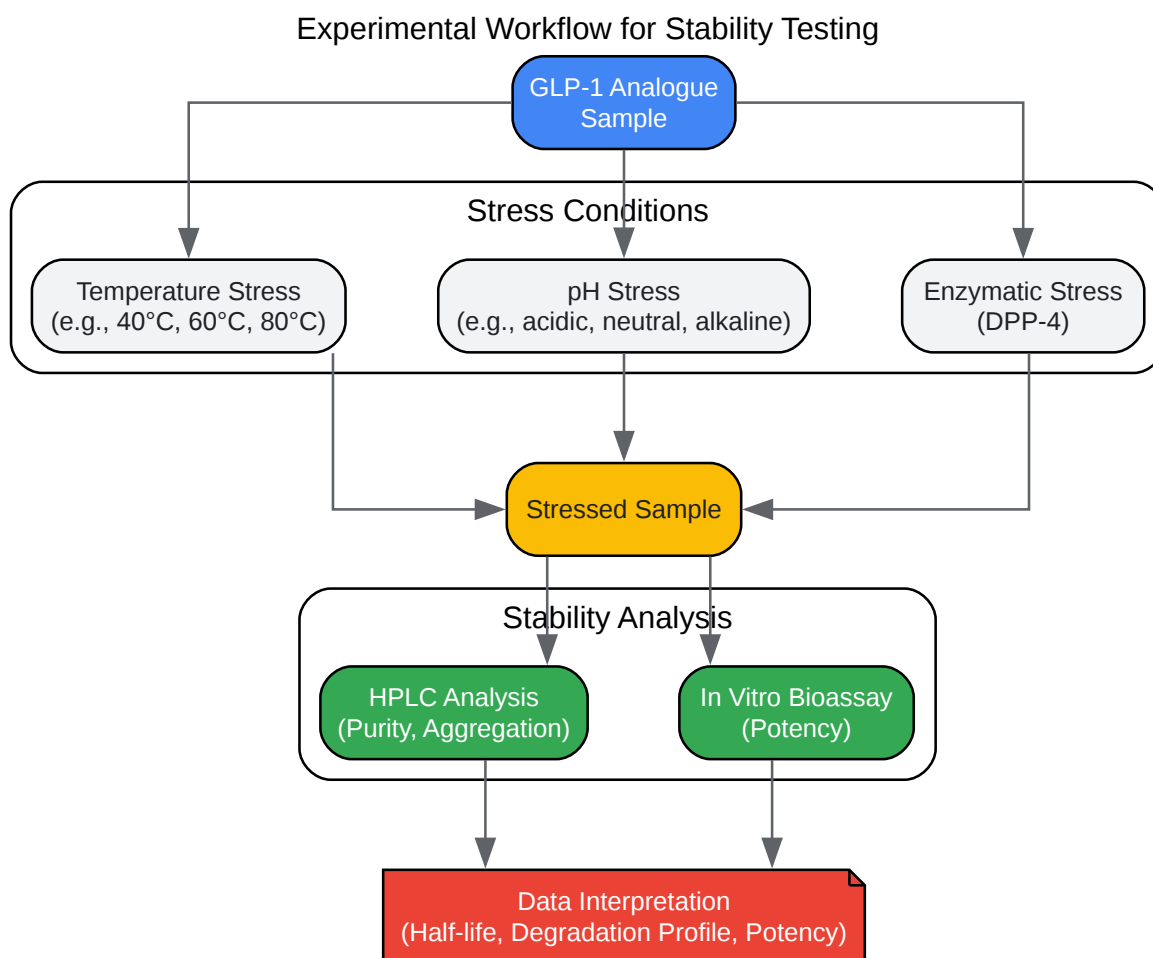 Experimental Workflow for Stability Testing
GLP-1 Analogue
Sample
Stress Conditions
Temperature Stress
(e.g., 40°C, 60°C, 80°C)
pH Stress
(e.g., acidic, neutral, alkaline)
Enzymatic Stress
(DPP-4)
Stressed Sample
Stability Analysis
HPLC Analysis
(Purity, Aggregation)
In Vitro Bioassay
(Potency)
Data Interpretation
(Half-life, Degradation Profile, Potency)